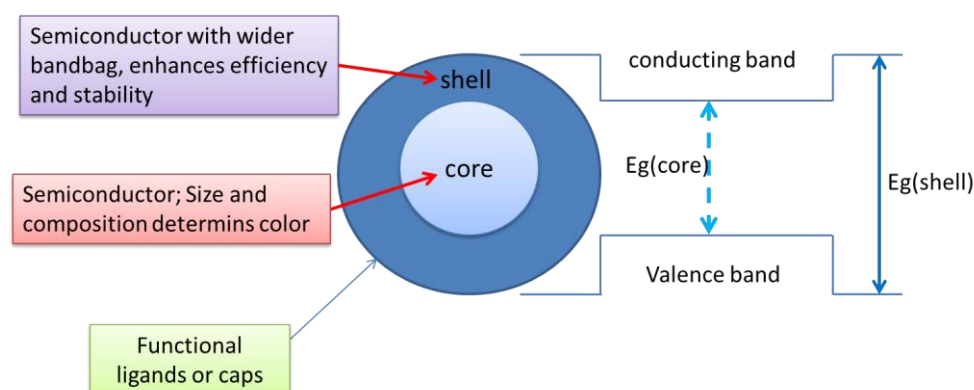 Semiconductor with wider
bandbag, enhances efficiency
and stability
shell
core
Semiconductor; Size and
composition determins color
Functional
ligands or caps
conducting band
Eg(core)
Eg(shell)
Valence band